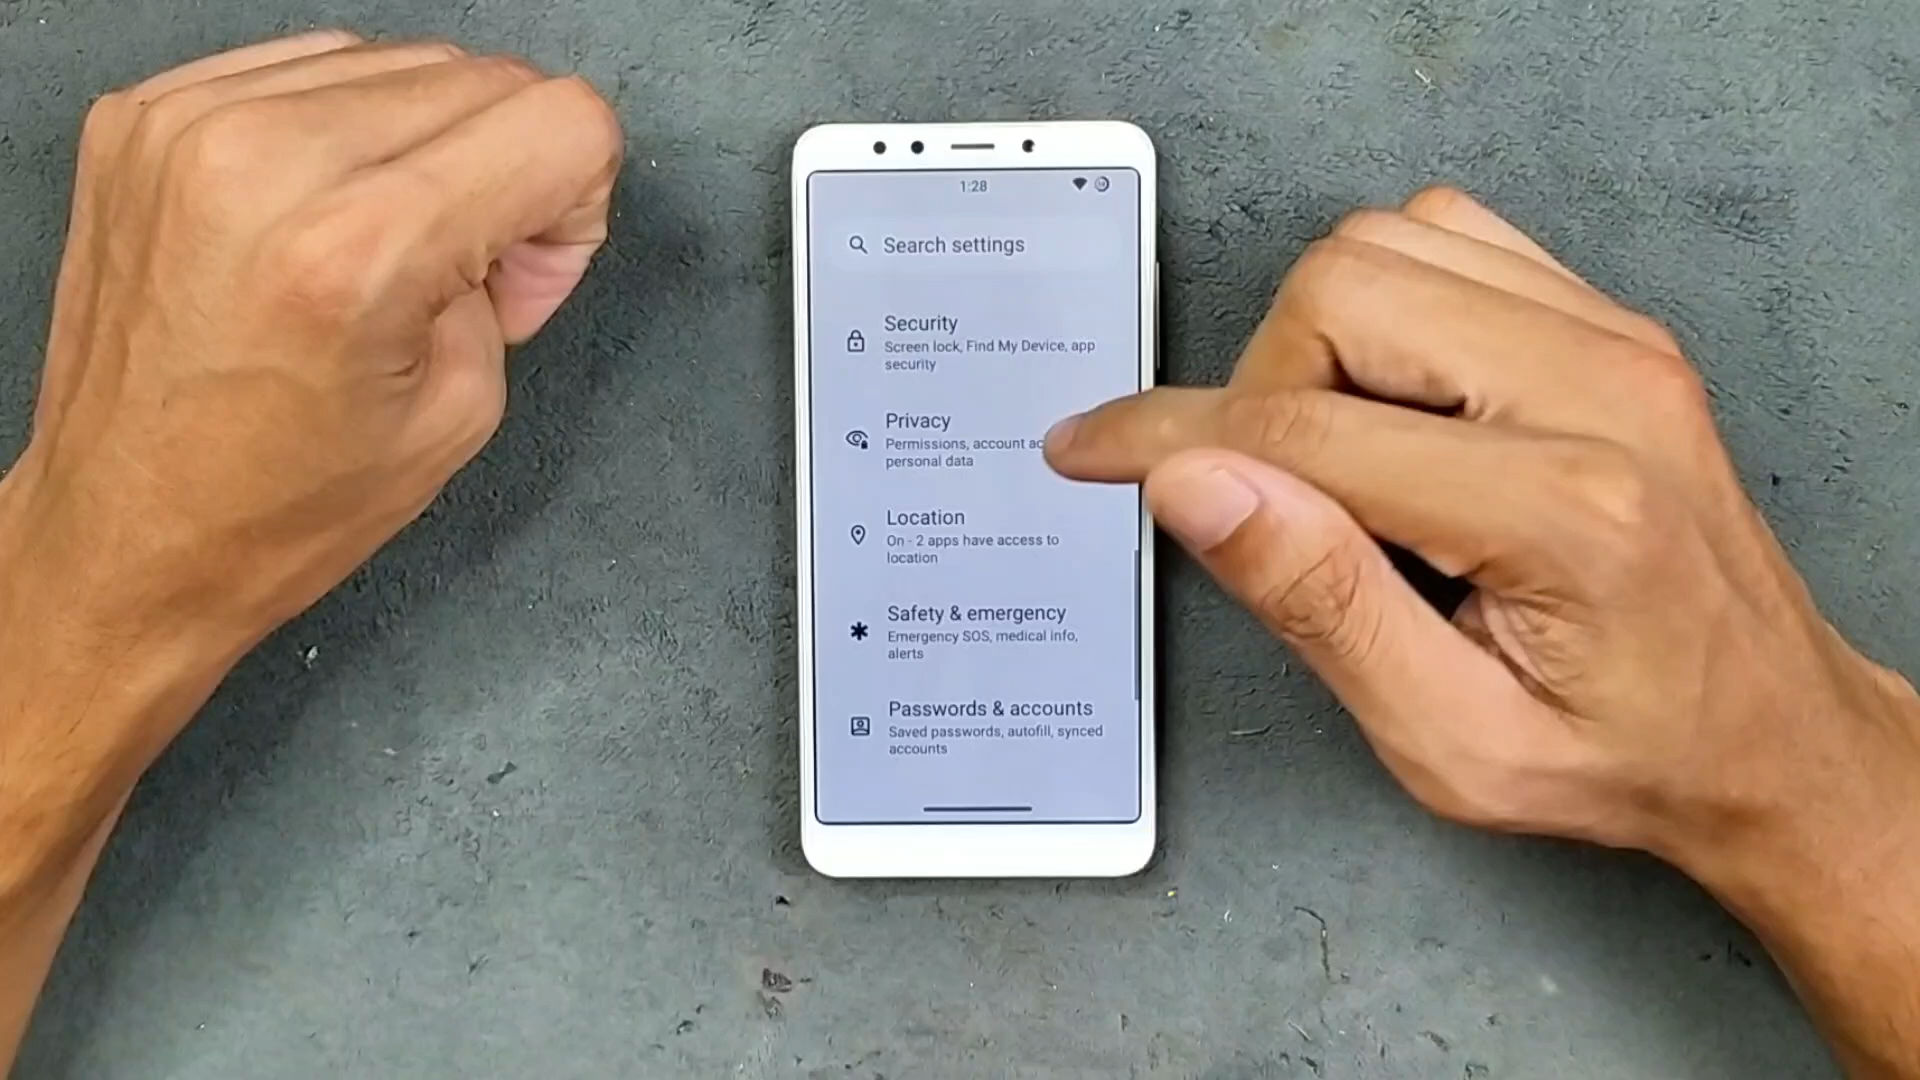 1:28
Search settings
Security
Screen lock, Find My Device, app
security
Privacy
Permissions, account
personal data
Location
On - 2 apps have access to
location
Safety & emergency
Emergency SOS, medical info,
alerts
Passwords & accounts
Saved passwords, autofill, synced
accounts